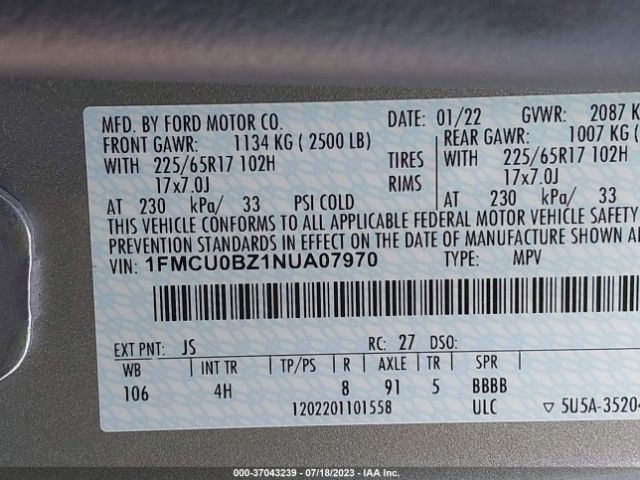 MFD. BY FORD MOTOR CO. DATE: 01/22 GVWR: 2087 K
FRONT GAWR: 1134 KG ( 2500 LB) REAR GAWR: 1007 KG (
WITH 225/65R17 102H TIRES WITH 225/65R17 102H
17x7.0J RIMS 17x7.0J
AT 230 kPa/ 33 PSI COLD AT 230 kPa/ 33
THIS VEHICLE CONFORMS TO ALL APPLICABLE FEDERAL MOTOR VEHICLE SAFETY
PREVENTION STANDARDS IN EFFECT ON THE DATE OF MANUFACTURE SHOWN A
VIN: 1FMCU0BZ1NUA07970 TYPE: MPV
EXT PNT: JS RC: 27 DSO:
WB INT TR TP/PS R AXLE TR SPR
106 4H 8 91 5 BBBB
1202201101558 ULC ▽ 5U5A-35204
000-37043239 - 07/18/2023 - IAA Inc.